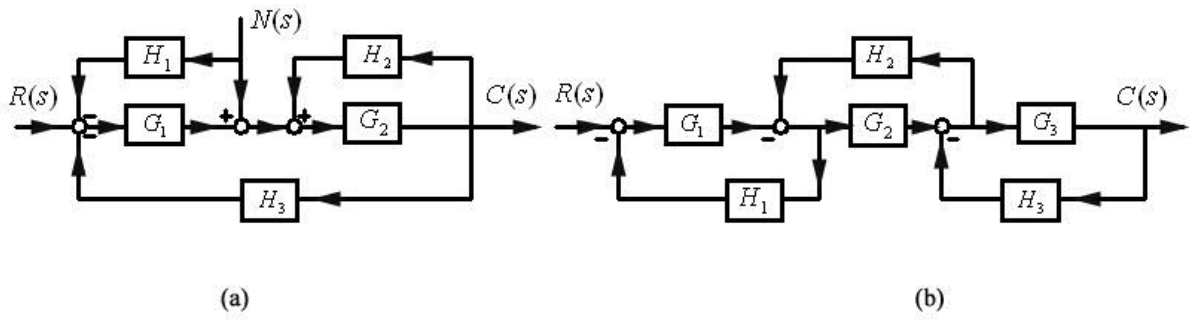 N(s)
H₁
H₂
R(s)
G₁
+
+
G₂
C(s)
−
−
H₃
(a)
H₂
R(s)
G₁
G₂
G₃
C(s)
−
−
−
H₁
H₃
(b)